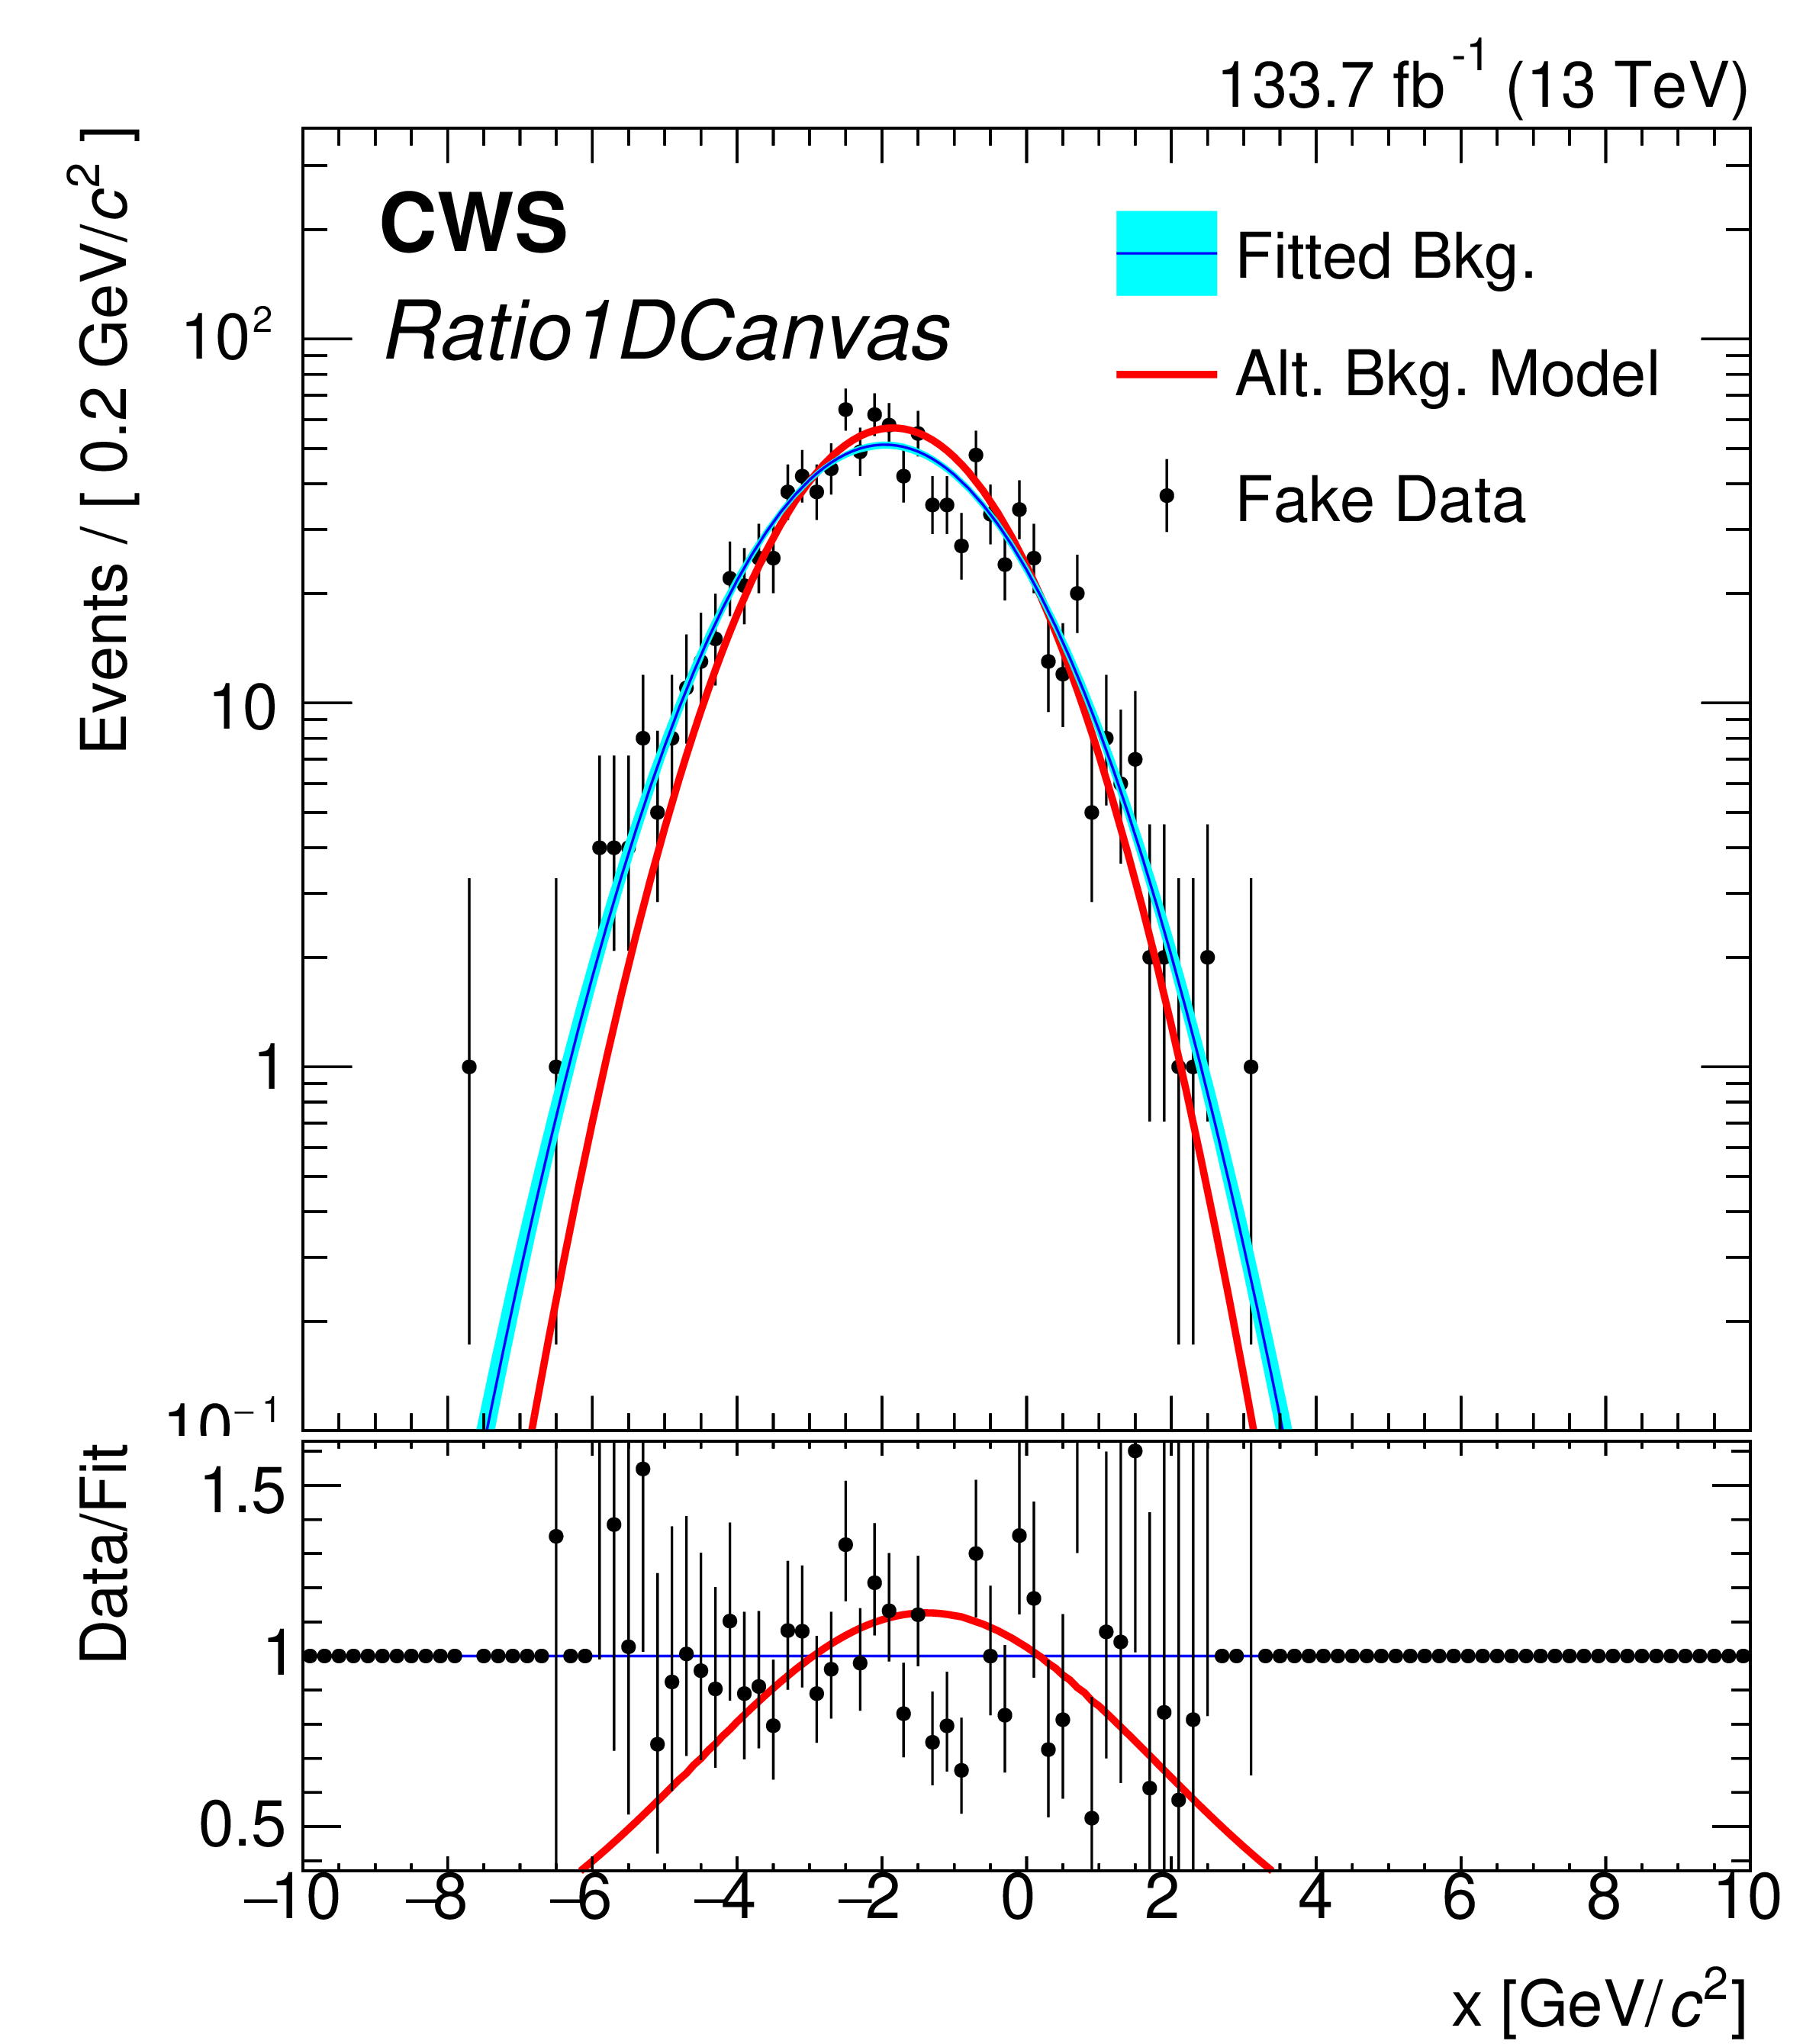 133.7 fb⁻¹ (13 TeV)
Events / [ 0.2 GeV/c² ]
CWS
Ratio1DCanvas
Fitted Bkg.
Alt. Bkg. Model
Fake Data
10²
10
1
10⁻¹
Data/Fit
1.5
1
0.5
−10 −8 −6 −4 −2 0 2 4 6 8 10
x [GeV/c²]